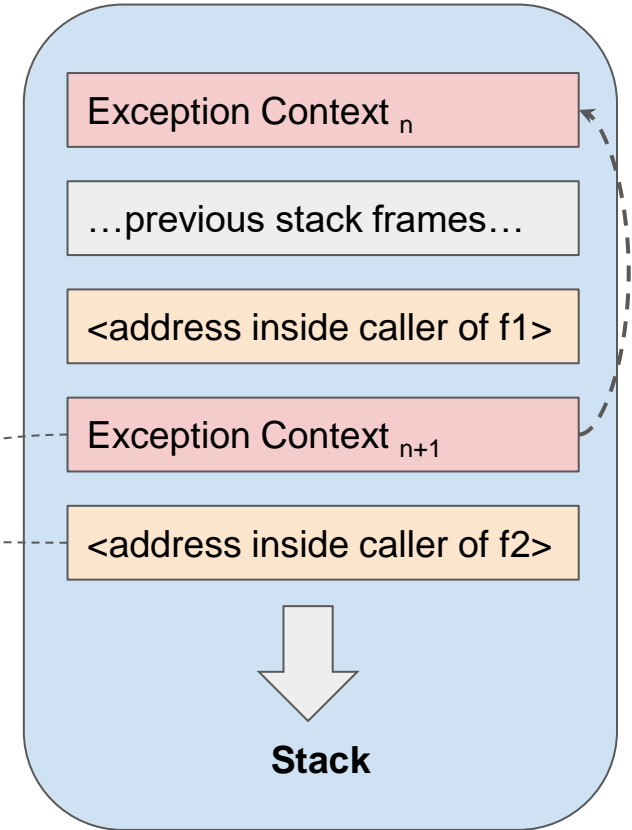 Exception Context n
…previous stack frames…
<address inside caller of f1>
Exception Context n+1
<address inside caller of f2>
Stack